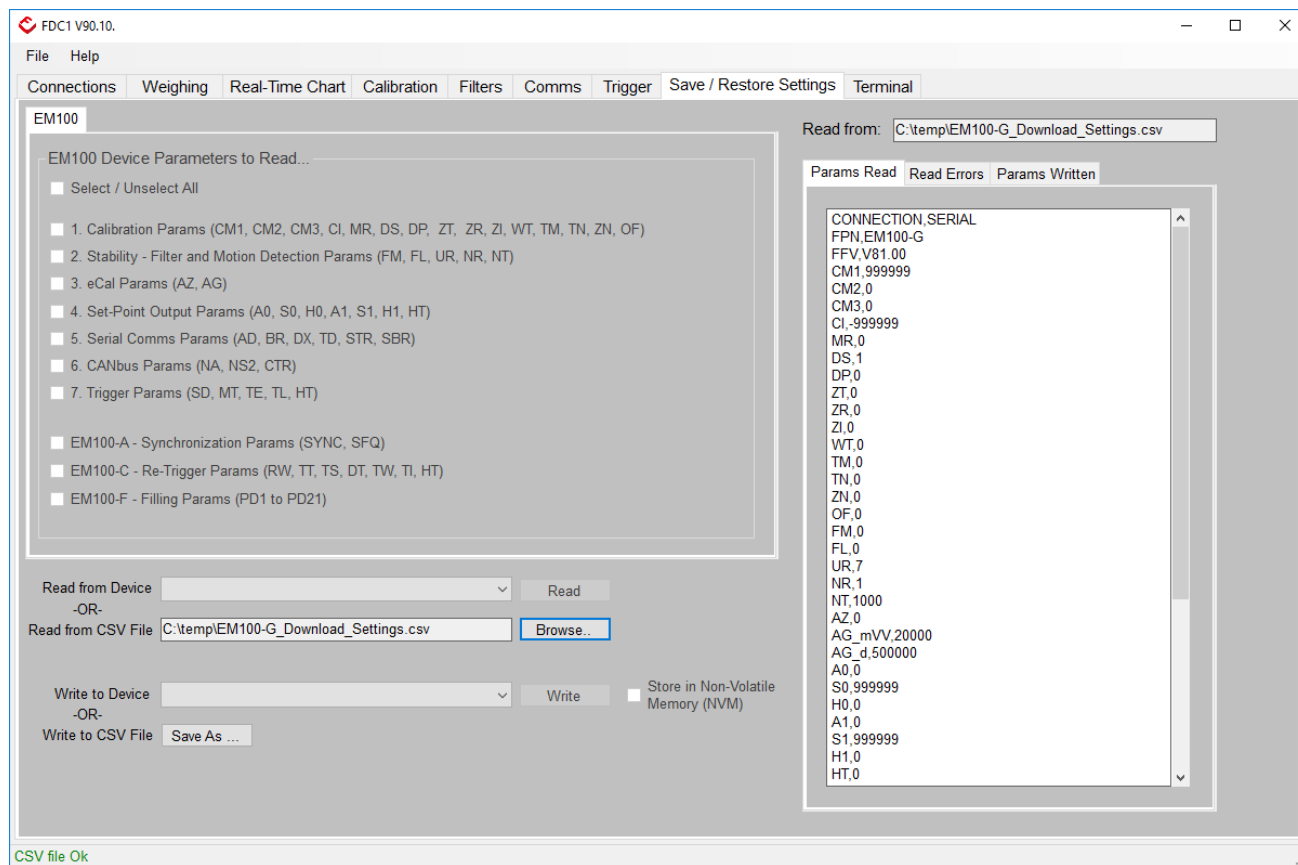 FDC1 V90.10.
File Help
Connections Weighing Real-Time Chart Calibration Filters Comms Trigger Save / Restore Settings Terminal
EM100
EM100 Device Parameters to Read...
Select / Unselect All
1. Calibration Params (CM1, CM2, CM3, CI, MR, DS, DP, ZT, ZR, ZI, WT, TM, TN, ZN, OF)
2. Stability - Filter and Motion Detection Params (FM, FL, UR, NR, NT)
3. eCal Params (AZ, AG)
4. Set-Point Output Params (A0, S0, H0, A1, S1, H1, HT)
5. Serial Comms Params (AD, BR, DX, TD, STR, SBR)
6. CANbus Params (NA, NS2, CTR)
7. Trigger Params (SD, MT, TE, TL, HT)
EM100-A - Synchronization Params (SYNC, SFQ)
EM100-C - Re-Trigger Params (RW, TT, TS, DT, TW, TI, HT)
EM100-F - Filling Params (PD1 to PD21)
Read from Device
Read
-OR-
Read from CSV File C:\temp\EM100-G_Download_Settings.csv Browse..
Write to Device
Write
Store in Non-Volatile
Memory (NVM)
-OR-
Write to CSV File Save As ...
Read from: C:\temp\EM100-G_Download_Settings.csv
Params Read Read Errors Params Written
CONNECTION,SERIAL
FPN,EM100-G
FFV,V81.00
CM1,999999
CM2,0
CM3,0
CI,-999999
MR,0
DS,1
DP,0
ZT,0
ZR,0
ZI,0
WT,0
TM,0
TN,0
ZN,0
OF,0
FM,0
FL,0
UR,7
NR,1
NT,1000
AZ,0
AG_mVV,20000
AG_d,500000
A0,0
S0,999999
H0,0
A1,0
S1,999999
H1,0
HT,0
CSV file Ok